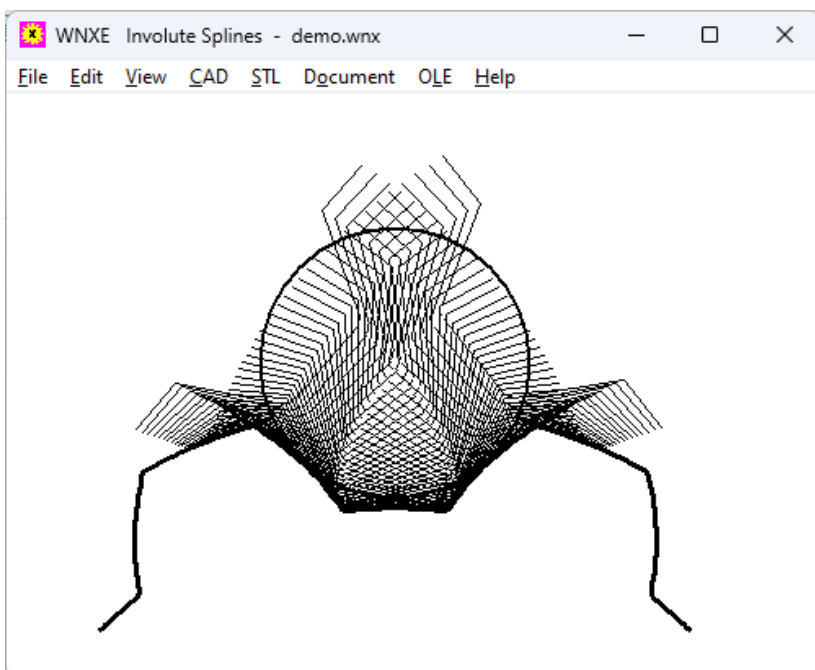 WNXE Involute Splines - demo.wnx
File Edit View CAD STL Document OLE Help